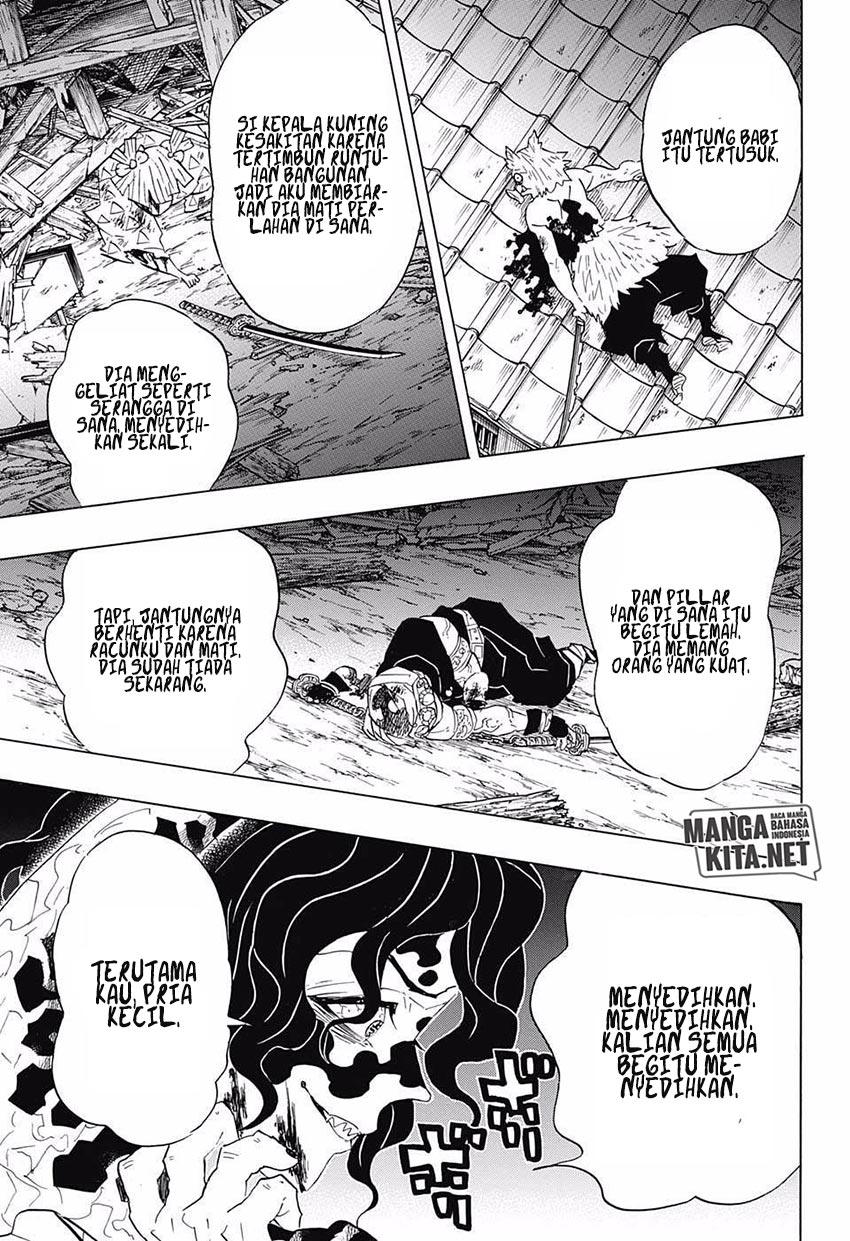 JANTUNG BABI
ITU TERTUSUK.
SI KEPALA KUNING
KESAKITAN KARENA
TERTIMBUN RUNTU-
HAN BANGUNAN,
JADI AKU MEMBIAR-
KAN DIA MATI PER-
LAHAN DI SANA.
DIA MENG-
GELIAT SEPERTI
SERANGGA DI
SANA, MENYEDIH-
KAN SEKALI.
DAN PILLAR
YANG DI SANA ITU
BEGITU LEMAH.
DIA MEMANG
ORANG YANG KUAT.
TAPI, JANTUNGNYA
BERHENTI KARENA
RACUNKU DAN MATI.
DIA SUDAH TIADA
SEKARANG.
MANGA
KITA.NET
BACA MANGA
BAHASA
INDONESIA
MENYEDIHKAN.
MENYEDIHKAN.
KALIAN SEMUA
BEGITU ME-
NYEDIHKAN.
TERUTAMA
KAU, PRIA
KECIL.
ギギ